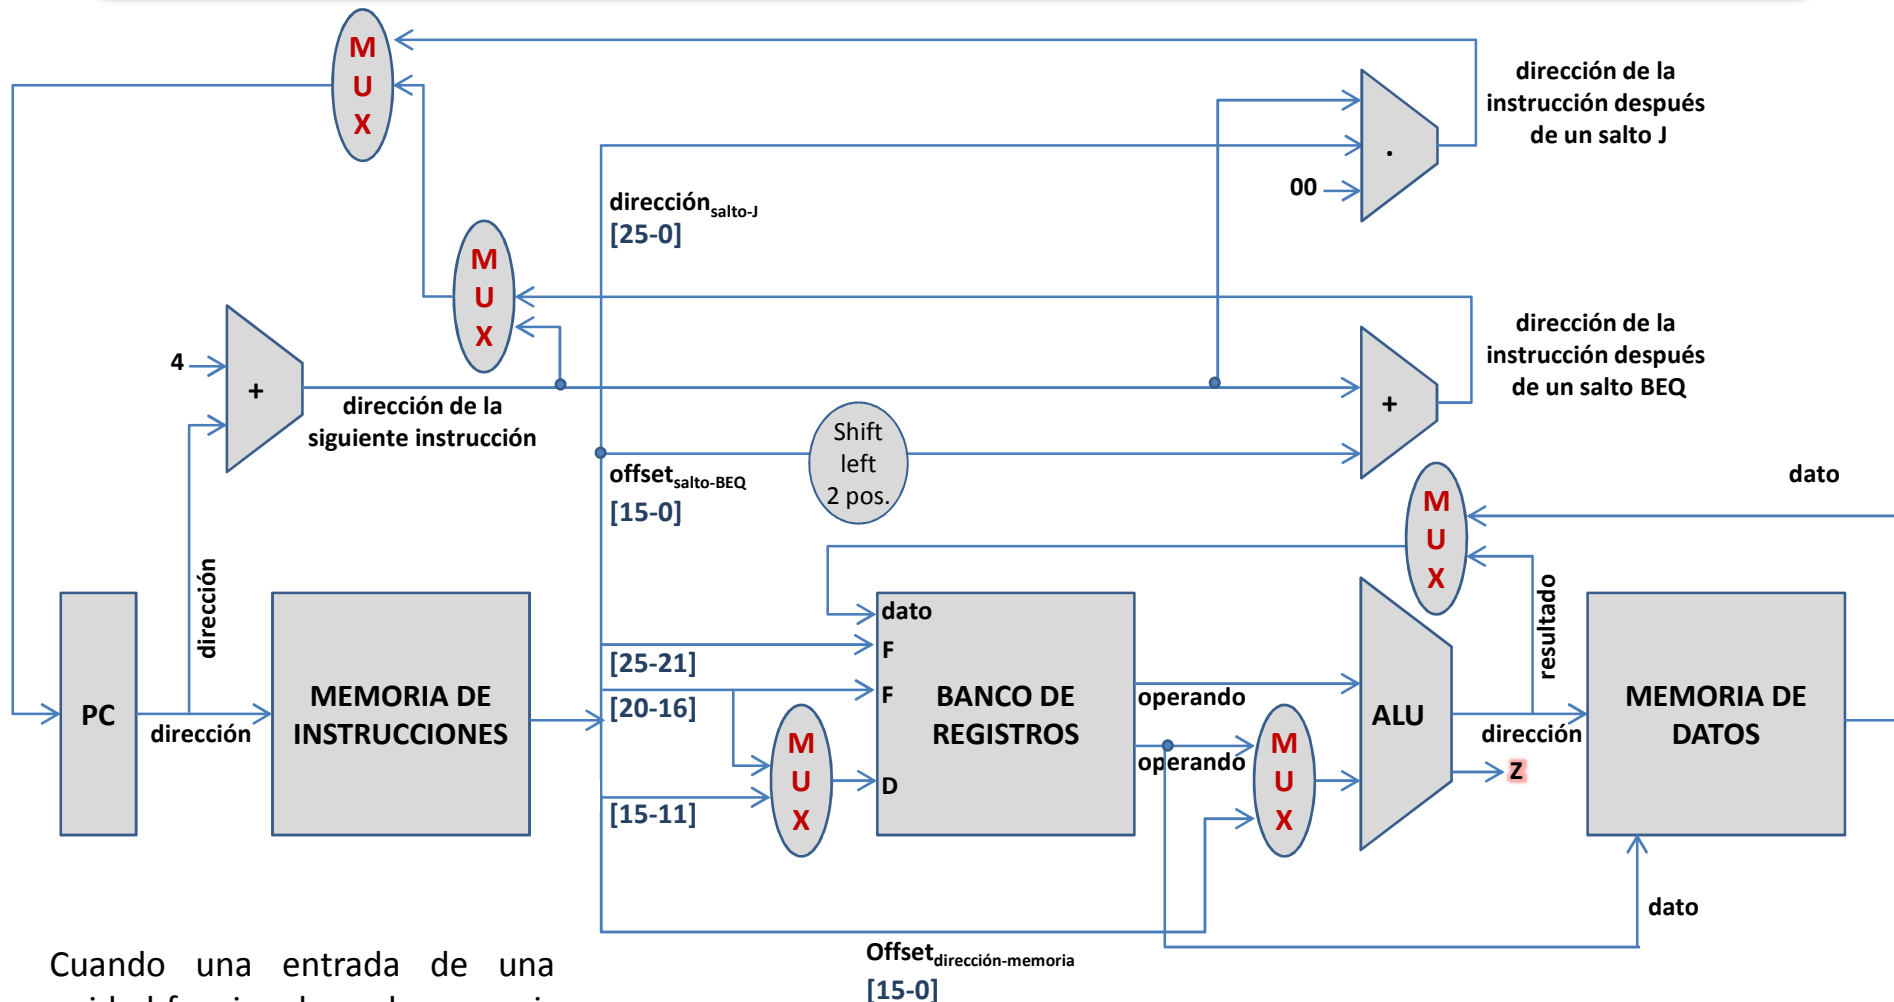 M
U
X
dirección de la
instrucción después
de un salto J
.
00
dirección salto-J
[25-0]
M
U
X
4
+
dirección de la
siguiente instrucción
dirección de la
instrucción después
de un salto BEQ
+
Shift
left
2 pos.
offset salto-BEQ
[15-0]
dato
M
U
X
dirección
resultado
PC
dirección
MEMORIA DE
INSTRUCCIONES
[25-21]
[20-16]
[15-11]
M
U
X
dato
F
F
D
BANCO DE
REGISTROS
operando
operando
M
U
X
ALU
dirección
Z
MEMORIA DE
DATOS
dato
Offset dirección-memoria
[15-0]
Cuando una entrada de una